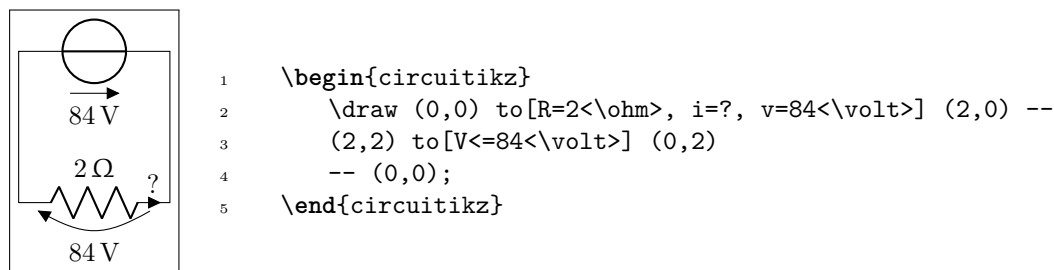 84 V
2 Ω
?
84 V
1 \begin{circuitikz}
2 \draw (0,0) to[R=2<\ohm>, i=?, v=84<\volt>] (2,0) --
3 (2,2) to[V<=84<\volt>] (0,2)
4 -- (0,0);
5 \end{circuitikz}